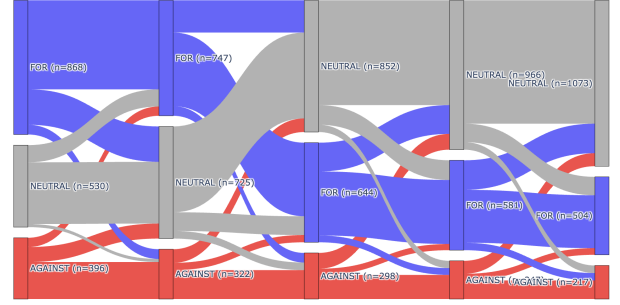 FOR (n=868)
NEUTRAL (n=530)
AGAINST (n=396)
FOR (n=747)
NEUTRAL (n=725)
AGAINST (n=322)
NEUTRAL (n=852)
FOR (n=644)
AGAINST (n=298)
NEUTRAL (n=966)
FOR (n=581)
AGAINST
NEUTRAL (n=1073)
FOR (n=504)
AGAINST (n=217)